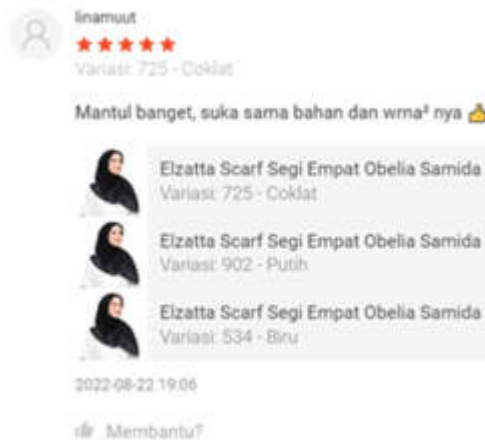 linamuut
Variasi: 725 - Coklat
Mantul banget, suka sama bahan dan wrna² nya 👍
Elzatta Scarf Segi Empat Obelia Samida
Variasi: 725 - Coklat
Elzatta Scarf Segi Empat Obelia Samida
Variasi: 902 - Putih
Elzatta Scarf Segi Empat Obelia Samida
Variasi: 534 - Biru
2022-08-22 19:06
Membantu?